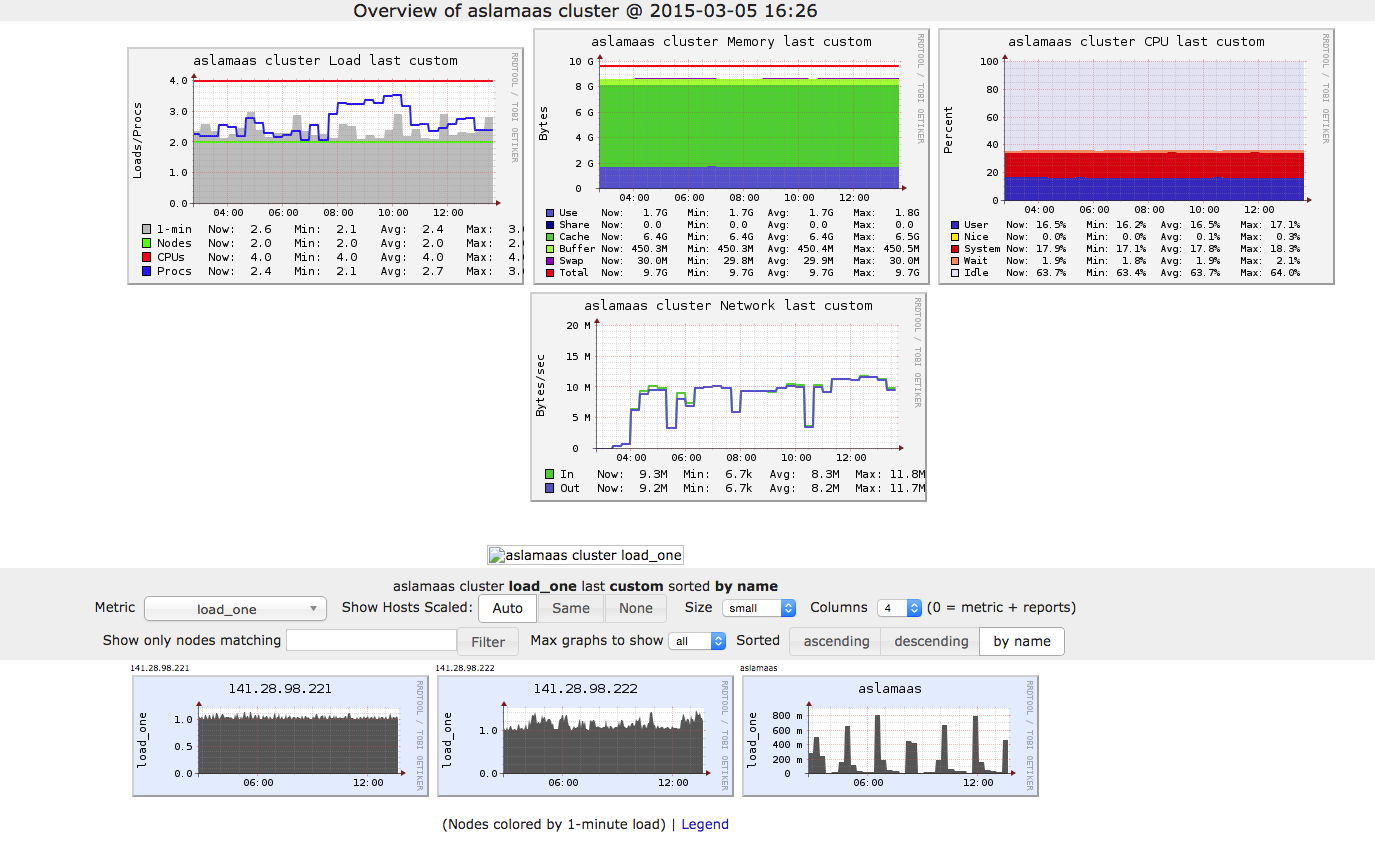 Overview of aslamaas cluster @ 2015-03-05 16:26
aslamaas cluster Load last custom
RRDTOOL / TOBI OETIKER
Loads/Procs
4.0
3.0
2.0
1.0
0.0
04:00 06:00 08:00 10:00 12:00
1-min Now: 2.6 Min: 2.1 Avg: 2.4 Max: 3.
Nodes Now: 2.0 Min: 2.0 Avg: 2.0 Max: 2.
CPUs Now: 4.0 Min: 4.0 Avg: 4.0 Max: 4.
Procs Now: 2.4 Min: 2.1 Avg: 2.7 Max: 3.
aslamaas cluster Memory last custom
RRDTOOL / TOBI OETIKER
Bytes
10 G
8 G
6 G
4 G
2 G
0
04:00 06:00 08:00 10:00 12:00
Use Now: 1.7G Min: 1.7G Avg: 1.7G Max: 1.8G
Share Now: 0.0 Min: 0.0 Avg: 0.0 Max: 0.0
Cache Now: 6.4G Min: 6.4G Avg: 6.4G Max: 6.5G
Buffer Now: 450.3M Min: 450.3M Avg: 450.4M Max: 450.5M
Swap Now: 30.0M Min: 29.8M Avg: 29.9M Max: 30.0M
Total Now: 9.7G Min: 9.7G Avg: 9.7G Max: 9.7G
aslamaas cluster CPU last custom
RRDTOOL / TOBI OETIKER
Percent
100
80
60
40
20
0
04:00 06:00 08:00 10:00 12:00
User Now: 16.5% Min: 16.2% Avg: 16.5% Max: 17.1%
Nice Now: 0.0% Min: 0.0% Avg: 0.1% Max: 0.3%
System Now: 17.9% Min: 17.1% Avg: 17.8% Max: 18.3%
Wait Now: 1.9% Min: 1.8% Avg: 1.9% Max: 2.1%
Idle Now: 63.7% Min: 63.4% Avg: 63.7% Max: 64.0%
aslamaas cluster Network last custom
RRDTOOL / TOBI OETIKER
Bytes/sec
20 M
15 M
10 M
5 M
0
04:00 06:00 08:00 10:00 12:00
In Now: 9.3M Min: 6.7k Avg: 8.3M Max: 11.8M
Out Now: 9.2M Min: 6.7k Avg: 8.2M Max: 11.7M
aslamaas cluster load_one
aslamaas cluster load_one last custom sorted by name
Metric load_one Show Hosts Scaled: Auto Same None Size small Columns 4 (0 = metric + reports)
Show only nodes matching Filter Max graphs to show all Sorted ascending descending by name
141.28.98.221
141.28.98.221
RRDTOOL / TOBI OETIKER
load_one
1.0
0.5
0.0
06:00 12:00
141.28.98.222
141.28.98.222
RRDTOOL / TOBI OETIKER
load_one
1.0
0.0
06:00 12:00
aslamaas
aslamaas
RRDTOOL / TOBI OETIKER
load_one
800 m
600 m
400 m
200 m
0
06:00 12:00
(Nodes colored by 1-minute load) | Legend